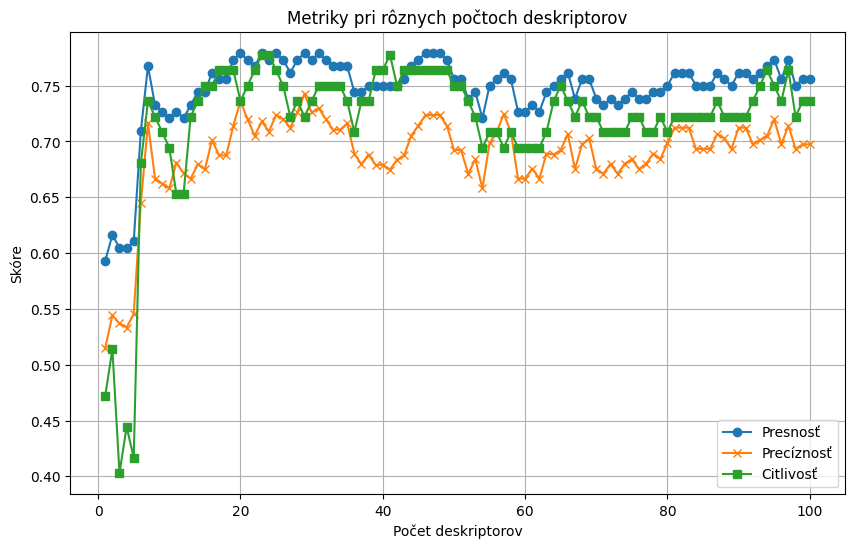 Metriky pri rôznych počtoch deskriptorov
Skóre
0.75
0.70
0.65
0.60
0.55
0.50
0.45
0.40
0 20 40 60 80 100
Počet deskriptorov
Presnosť
Precíznosť
Citlivosť